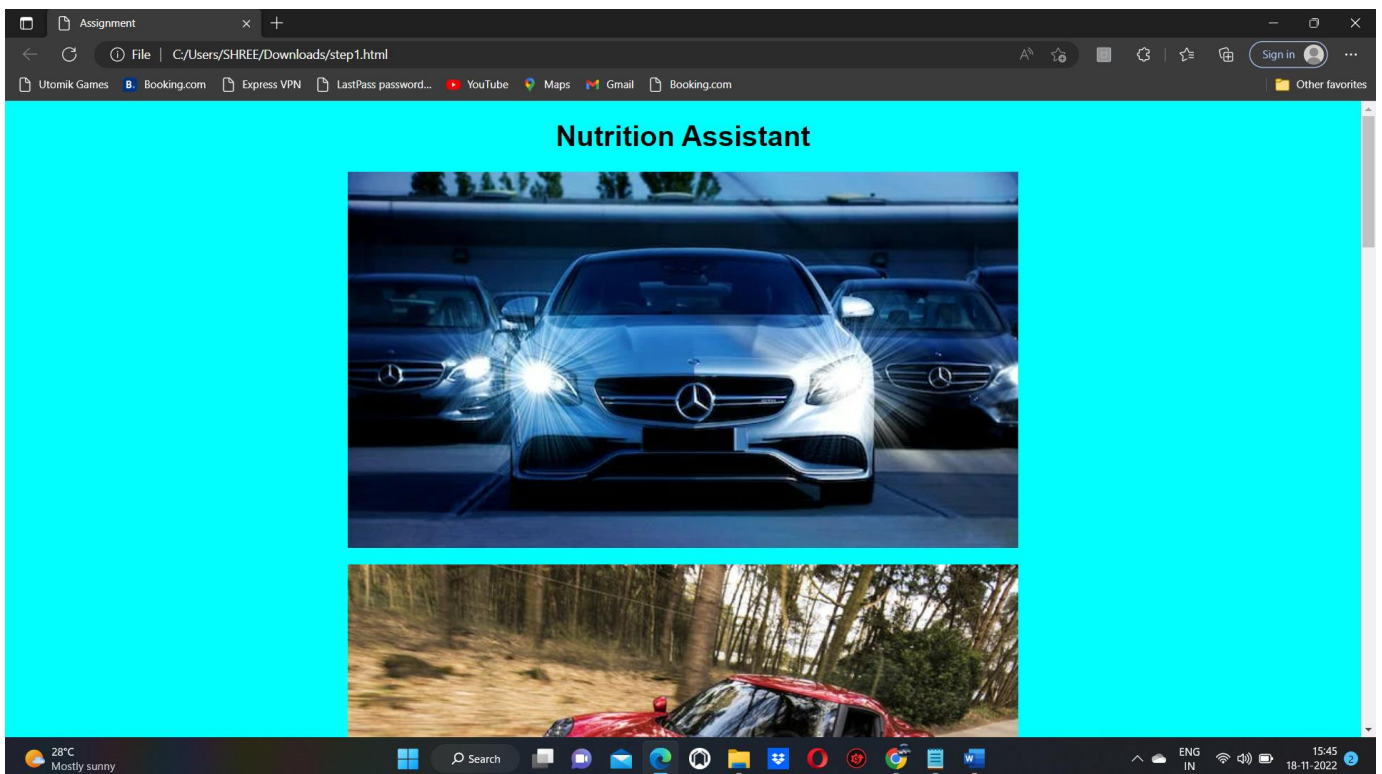 Assignment
File | C:/Users/SHREE/Downloads/step1.html
Sign in
Utomik Games Booking.com Express VPN LastPass password... YouTube Maps Gmail Booking.com Other favorites
Nutrition Assistant
28°C
Mostly sunny
Search
ENG
IN
15:45
18-11-2022
2